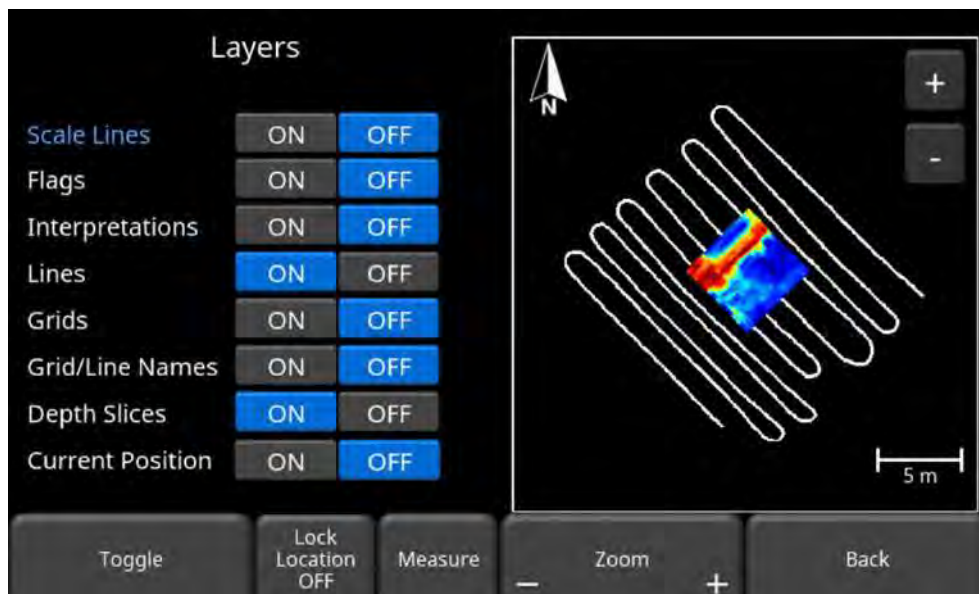 Layers
Scale Lines ON OFF
Flags ON OFF
Interpretations ON OFF
Lines ON OFF
Grids ON OFF
Grid/Line Names ON OFF
Depth Slices ON OFF
Current Position ON OFF
N
+
-
5 m
Toggle
Lock
Location
OFF
Measure
Zoom
− +
Back